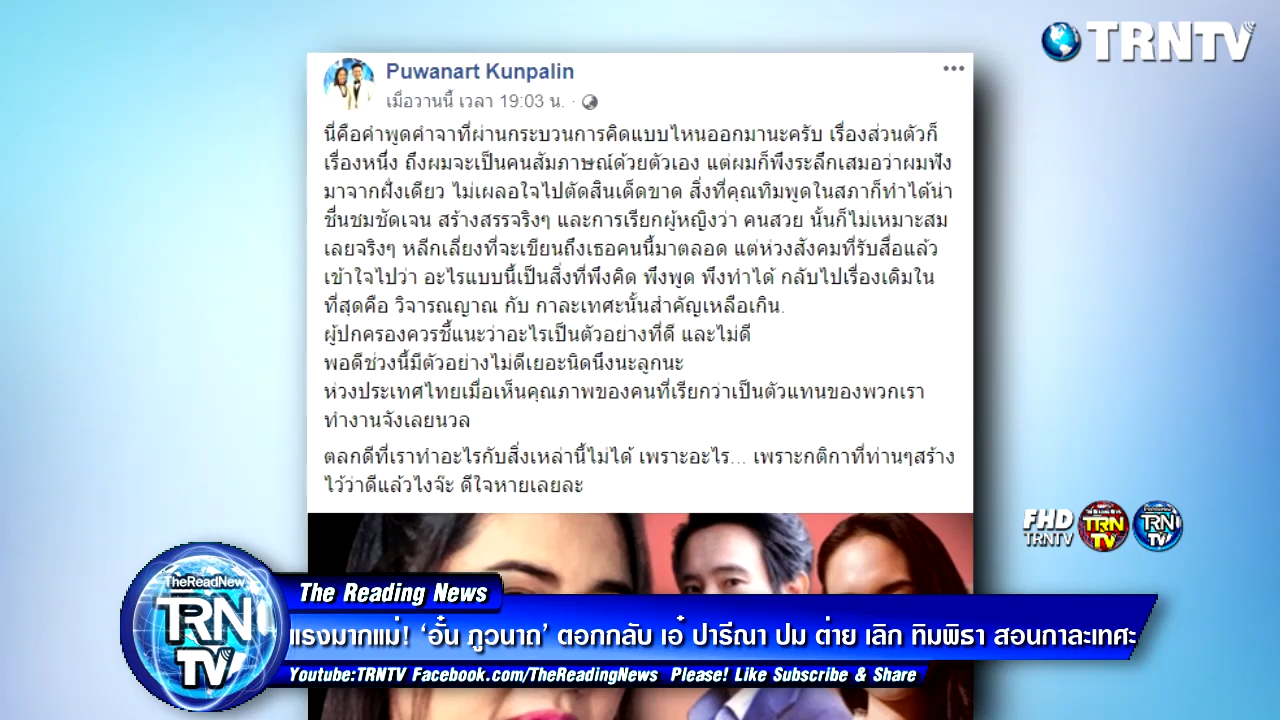 TRNTV
Puwanart Kunpalin
เมื่อวานนี้ เวลา 19:03 น. ·
นี่คือคำพูดคำจาที่ผ่านกระบวนการคิดแบบไหนออกมานะครับ เรื่องส่วนตัวก็
เรื่องหนึ่ง ถึงผมจะเป็นคนสัมภาษณ์ด้วยตัวเอง แต่ผมก็พึงระลึกเสมอว่าผมฟัง
มาจากฝั่งเดียว ไม่เผลอใจไปตัดสินเด็ดขาด สิ่งที่คุณทิมพูดในสภาก็ทำได้น่า
ชื่นชมชัดเจน สร้างสรรจริงๆ และการเรียกผู้หญิงว่า คนสวย นั้นก็ไม่เหมาะสม
เลยจริงๆ หลีกเลี่ยงที่จะเขียนถึงเธอคนนี้มาตลอด แต่ห่วงสังคมที่รับสื่อแล้ว
เข้าใจไปว่า อะไรแบบนี้เป็นสิ่งที่พึงคิด พึงพูด พึงทำได้ กลับไปเรื่องเดิมใน
ที่สุดคือ วิจารณญาณ กับ กาละเทศะนั้นสำคัญเหลือเกิน.
ผู้ปกครองควรชี้แนะว่าอะไรเป็นตัวอย่างที่ดี และไม่ดี
พอดีช่วงนี้มีตัวอย่างไม่ดีเยอะนิดนึงนะลูกนะ
ห่วงประเทศไทยเมื่อเห็นคุณภาพของคนที่เรียกว่าเป็นตัวแทนของพวกเรา
ทำงานจังเลยนวล
ตลกดีที่เราทำอะไรกับสิ่งเหล่านี้ไม่ได้ เพราะอะไร... เพราะกติกาที่ท่านๆสร้าง
ไว้ว่าดีแล้วไงจ๊ะ ดีใจหายเลยละ
FHD
TRNTV
TRN
TV
TRN
TV
TheReadNew
TRN
TV
The Reading News
แรงมากแม่! ‘อั๋น ภูวนาถ’ ตอกกลับ เอ๋ ปารีณา ปม ต่าย เลิก ทิมพิธา สอนกาละเทศะ
Youtube:TRNTV Facebook.com/TheReadingNews Please! Like Subscribe & Share